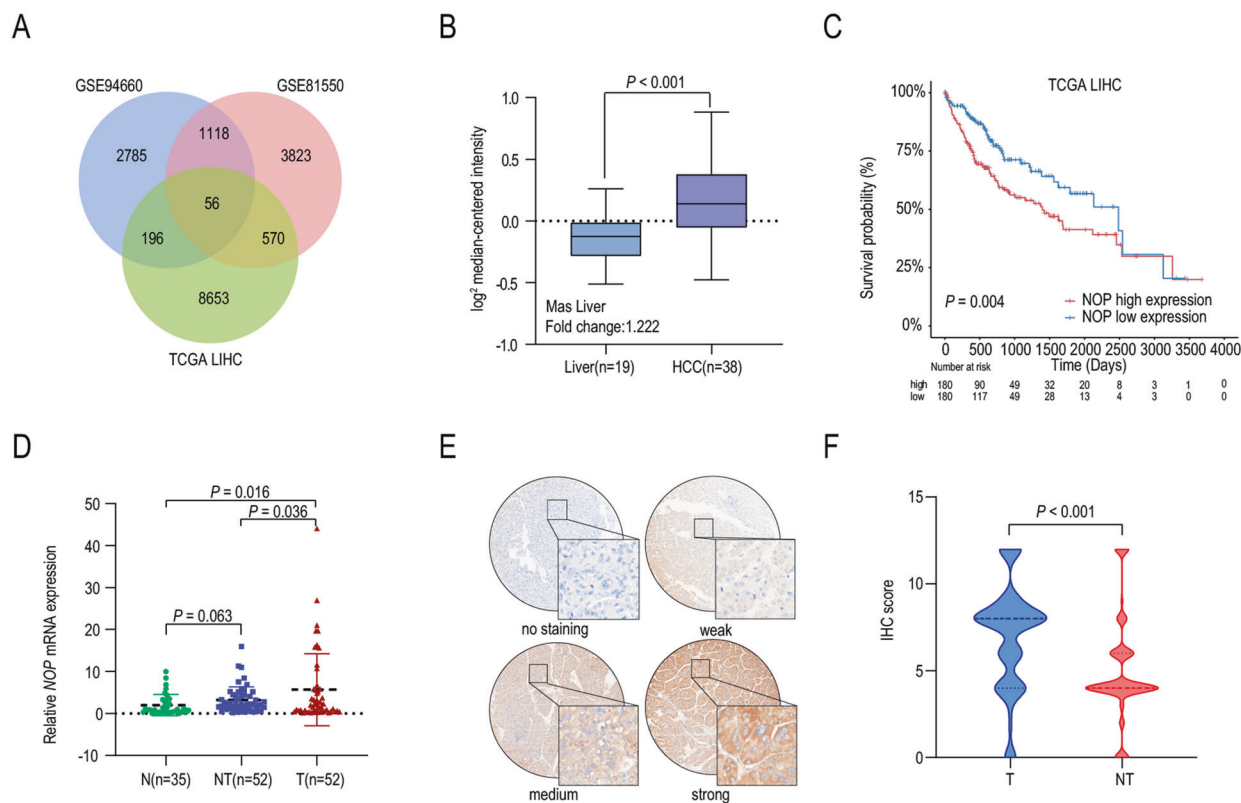 A
GSE94660
GSE81550
2785
1118
3823
56
196
570
8653
TCGA LIHC
B
P < 0.001
log² median-centered intensity
1.0
0.5
0.0
-0.5
-1.0
Mas Liver
Fold change:1.222
Liver(n=19)
HCC(n=38)
C
TCGA LIHC
Survival probability (%)
100%
75%
50%
25%
0%
P = 0.004
NOP high expression
NOP low expression
0 500 1000 1500 2000 2500 3000 3500 4000
Number at risk
Time (Days)
high 180 90 49 32 20 8 3 1 0
low 180 117 49 28 13 4 3 0 0
D
P = 0.016
P = 0.036
P = 0.063
Relative NOP mRNA expression
50
40
30
20
10
0
-10
N(n=35)
NT(n=52)
T(n=52)
E
no staining
weak
medium
strong
F
P < 0.001
IHC score
15
10
5
0
T
NT